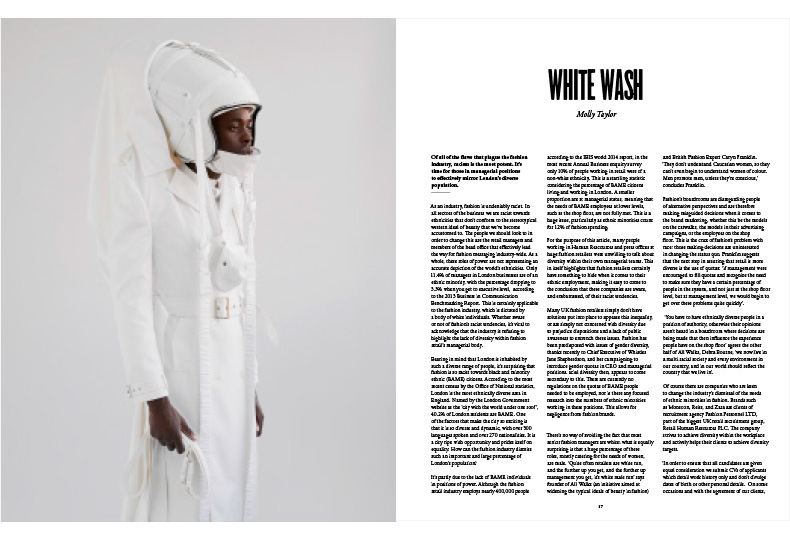 WHITE WASH
Molly Taylor
Of all the flaws that plague the fashion
industry, racism is the most potent. It's
time for those in managerial positions
to effectively mirror London's diverse
population.
As an industry, fashion is undeniably racist. In
all sectors of the business we are racist towards
ethnicities that don't conform to the stereotypical
western ideal of beauty that we've become
accustomed to. The people we should look to in
order to change this are the retail managers and
members of the head office that effectively lead
the way for fashion messaging industry-wide. As a
whole, these roles of power are not representing an
accurate depiction of the world's ethnicities. Only
11.4% of managers in London businesses are of an
ethnic minority, with the percentage dropping to
3.3% when you get to executive level, according
to the 2013 Business in Communication
Benchmarking Report. This is certainly applicable
to the fashion industry, which is dictated by
a body of white individuals. Whether aware
or not of fashion's racist tendencies, it's vital to
acknowledge that the industry is refusing to
highlight the lack of diversity within fashion
retail's managerial body.
Bearing in mind that London is inhabited by
such a diverse range of people, it's surprising that
fashion is so racist towards black and minority
ethnic (BAME) citizens. According to the most
recent census by the Office of National statistics,
London is the most ethnically diverse area in
England. Named by the London Government
website as the 'city with the world under one roof',
40.2% of London residents are BAME. One
of the factors that make the city so exciting is
that it is so diverse and dynamic, with over 300
languages spoken and over 270 nationalities. It is
a city ripe with opportunity and prides itself on
equality. How can the fashion industry dismiss
such an important and large percentage of
London's population?
It's partly due to the lack of BAME individuals
in positions of power. Although the fashion
retail industry employs nearly 400,000 people
according to the IBIS world 2014 report, in the
most recent Annual Business enquiry survey
only 10% of people working in retail were of a
non-white ethnicity. This is a startling statistic
considering the percentage of BAME citizens
living and working in London. A smaller
proportion are at managerial status, meaning that
the needs of BAME employees at lower levels,
such as the shop floor, are not fully met. This is a
huge issue, particularly as ethnic minorities count
for 12% of fashion spending.
For the purpose of this article, many people
working in Human Resources and press offices at
huge fashion retailers were unwilling to talk about
diversity within their own managerial teams. This
in itself highlights that fashion retailers certainly
have something to hide when it comes to their
ethnic employment, making it easy to come to
the conclusion that these companies are aware,
and embarrassed, of their racist tendencies.
Many UK fashion retailers simply don't have
solutions put into place to appease this inequality,
or are simply not concerned with diversity due
to prejudiced dispositions and a lack of public
awareness to outreach these issues. Fashion has
been predisposed with issues of gender diversity,
thanks recently to Chief Executive of Whistles
Jane Shepherdson, and her campaigning to
introduce gender quotas in CEO and managerial
positions. Racial diversity then, appears to come
secondary to this. There are currently no
regulations on the quotas of BAME people
needed to be employed, nor is there any focused
research into the numbers of ethnic minorities
working in these positions. This allows for
negligence from fashion brands.
There's no way of avoiding the fact that most
senior fashion managers are white. What is equally
surprising is that a huge percentage of these
roles, mostly catering for the needs of women,
are male. 'Quite often retailers are white run,
and the further up you get, and the further up
management you get, it's white male run' says
founder of All Walks (an initiative aimed at
widening the typical ideals of beauty in fashion)
and British Fashion Expert Caryn Franklin.
'They don't understand Caucasian women, so they
can't even begin to understand women of colour.
Men promote men, unless they're conscious,'
concludes Franklin.
Fashion's boardrooms are disregarding people
of alternative perspectives and are therefore
making misguided decisions when it comes to
the brand marketing, whether this be the models
on the catwalks, the models in their advertising
campaigns, or the employees on the shop
floor. This is the crux of fashion's problem with
race: those making decisions are uninterested
in changing the status quo. Franklin suggests
that the next step in assuring that retail is more
diverse is the use of quotas: 'if management were
encouraged to fill quotas and recognise the need
to make sure they have a certain percentage of
people in the system, and not just at the shop floor
level, but at management level, we would begin to
get over these problems quite quickly'.
'You have to have ethnically diverse people in a
position of authority, otherwise their opinions
aren't heard in a boardroom where decisions are
being made that then influence the experience
people have on the shop floor' agrees the other
half of All Walks, Debra Bourne, 'we now live in
a multi racial society and every environment in
our country, and in our world should reflect the
country that we live in'.
Of course there are companies who are keen
to change the industry's dismissal of the needs
of ethnic minorities in fashion. Brands such
as Monsoon, Reiss, and Zara are clients of
recruitment agency Fashion Personnel LTD,
part of the biggest UK retail recruitment group,
Retail Human Resources PLC. The company
strives to achieve diversity within the workplace
and actively helps their clients to achieve diversity
targets.
'In order to ensure that all candidates are given
equal consideration we submit CVs of applicants
which detail work history only and don't divulge
dates of birth or other personal details. On some
occasions and with the agreement of our clients,
17